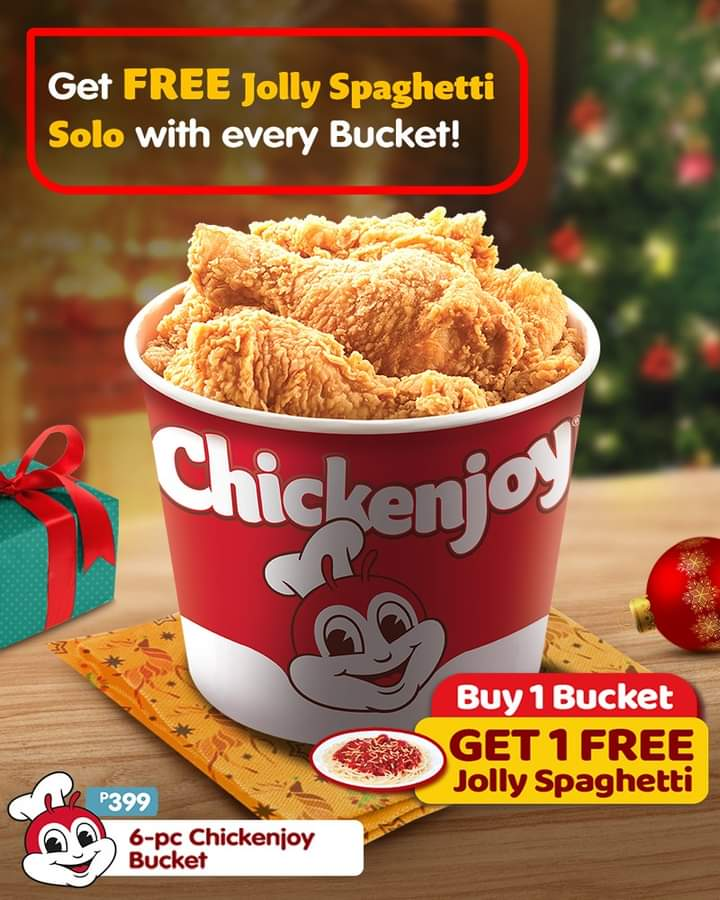 Get FREE Jolly Spaghetti
Solo with every Bucket!
Chickenjoy®
Buy 1 Bucket
GET 1 FREE
Jolly Spaghetti
₱399
6-pc Chickenjoy
Bucket